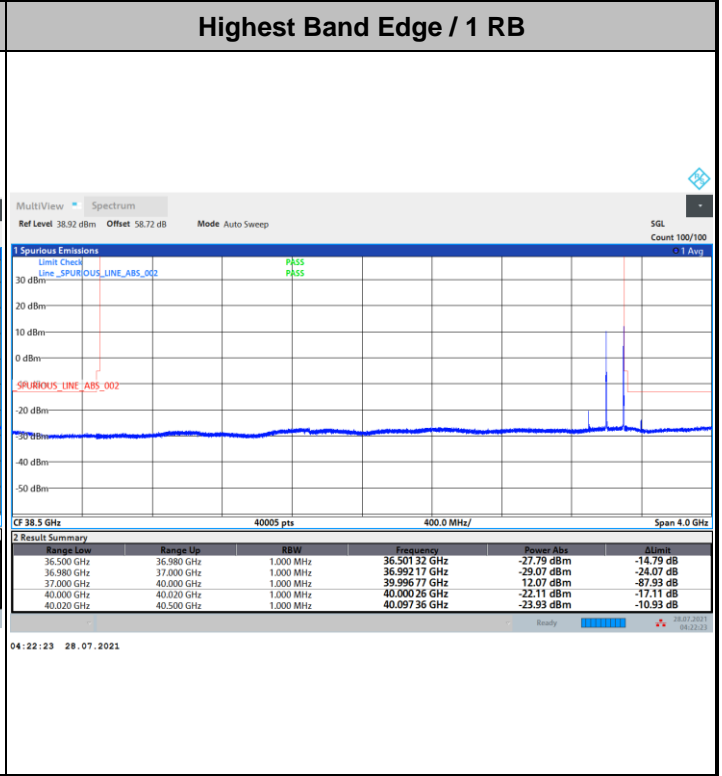 Highest Band Edge / 1 RB
MultiView Spectrum
Ref Level 38.92 dBm Offset 58.72 dB Mode Auto Sweep SGL
Count 100/100
1 Spurious Emissions 1 Avg
Limit Check PASS
Line _SPURIOUS_LINE_ABS_002 PASS
30 dBm
20 dBm
10 dBm
0 dBm
_SPURIOUS_LINE_ABS_002
-20 dBm
-30 dBm
-40 dBm
-50 dBm
CF 38.5 GHz 40005 pts 400.0 MHz/ Span 4.0 GHz
2 Result Summary
Range Low Range Up RBW Frequency Power Abs ΔLimit
36.500 GHz 36.980 GHz 1.000 MHz 36.501 32 GHz -27.79 dBm -14.79 dB
36.980 GHz 37.000 GHz 1.000 MHz 36.992 17 GHz -29.07 dBm -24.07 dB
37.000 GHz 40.000 GHz 1.000 MHz 39.996 77 GHz 12.07 dBm -87.93 dB
40.000 GHz 40.020 GHz 1.000 MHz 40.000 26 GHz -22.11 dBm -17.11 dB
40.020 GHz 40.500 GHz 1.000 MHz 40.097 36 GHz -23.93 dBm -10.93 dB
Ready 28.07.2021
04:22:23
04:22:23 28.07.2021